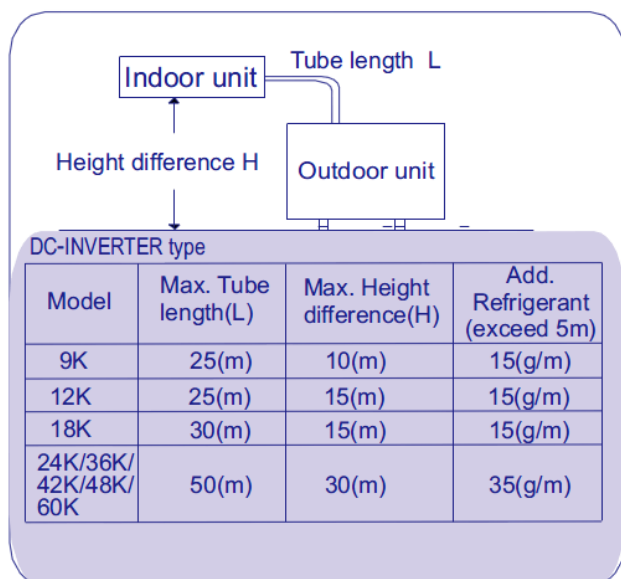 Tube length L
Indoor unit
Height difference H
Outdoor unit
DC-INVERTER type
Model
Max. Tube
length(L)
Max. Height
difference(H)
Add.
Refrigerant
(exceed 5m)
9K 25(m) 10(m) 15(g/m)
12K 25(m) 15(m) 15(g/m)
18K 30(m) 15(m) 15(g/m)
24K/36K/
42K/48K/
60K
50(m) 30(m) 35(g/m)